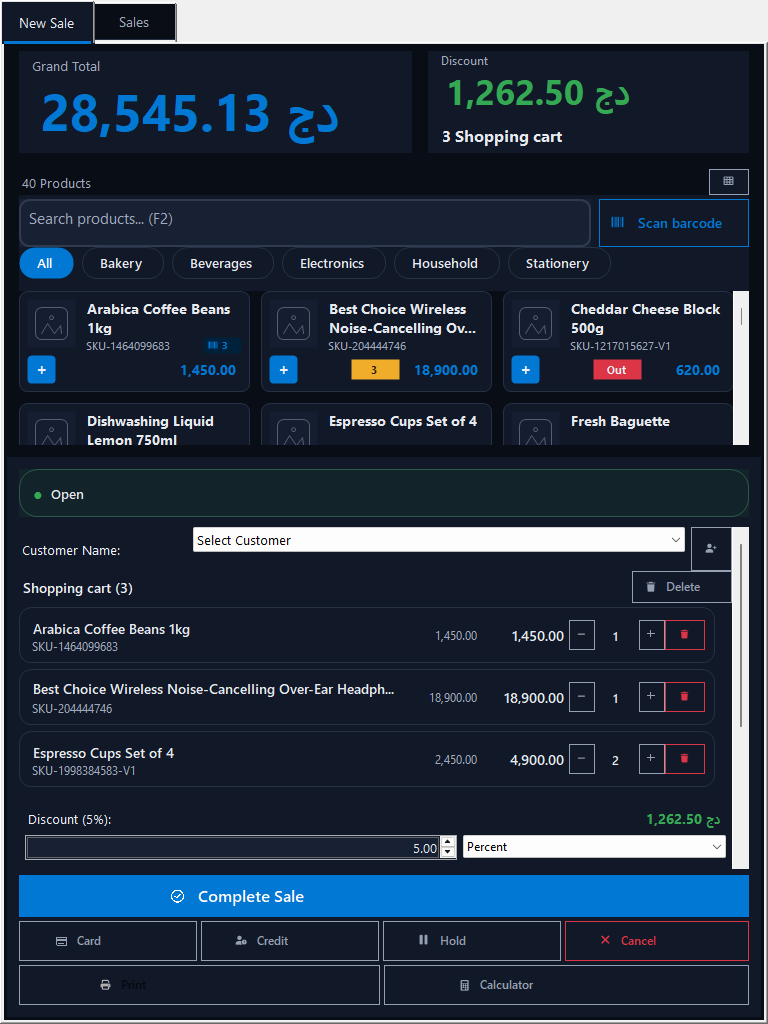 New Sale
Sales
Grand Total
28,545.13 دج
Discount
1,262.50 دج
3 Shopping cart
40 Products
Search products... (F2)
Scan barcode
All
Bakery
Beverages
Electronics
Household
Stationery
Arabica Coffee Beans 1kg
SKU-1464099683
3
+
1,450.00
Best Choice Wireless Noise-Cancelling Ov...
SKU-204444746
+
3
18,900.00
Cheddar Cheese Block 500g
SKU-1217015627-V1
+
Out
620.00
Dishwashing Liquid Lemon 750ml
Espresso Cups Set of 4
Fresh Baguette
Open
Customer Name:
Select Customer
Shopping cart (3)
Delete
Arabica Coffee Beans 1kg
SKU-1464099683
1,450.00
1,450.00
−
1
+
Best Choice Wireless Noise-Cancelling Over-Ear Headph...
SKU-204444746
18,900.00
18,900.00
−
1
+
Espresso Cups Set of 4
SKU-1998384583-V1
2,450.00
4,900.00
−
2
+
Discount (5%):
1,262.50 دج
5.00
Percent
Complete Sale
Card
Credit
Hold
Cancel
Print
Calculator